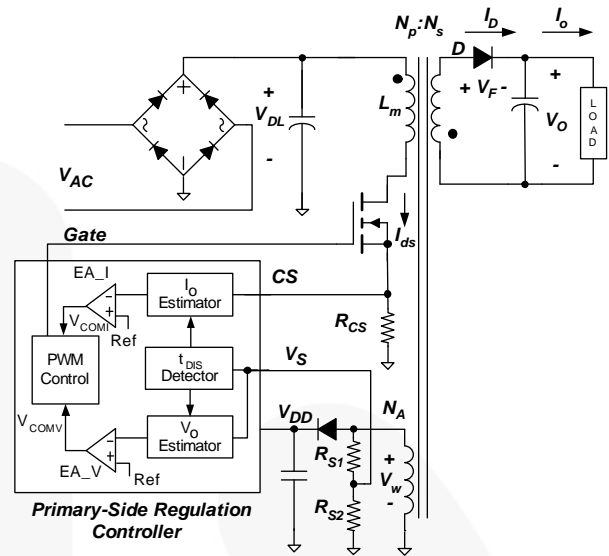 Np:Ns
ID
Io
D
+ VF -
+
VDL
-
Lm
+
VO
-
LOAD
VAC
Gate
Ids
EA_I
IO
Estimator
CS
VCOMI
Ref
RCS
PWM
Control
tDIS
Detector
VS
VCOMV
VO
Estimator
VDD
NA
EA_V
Ref
RS1
+
Vw
-
RS2
Primary-Side Regulation
Controller